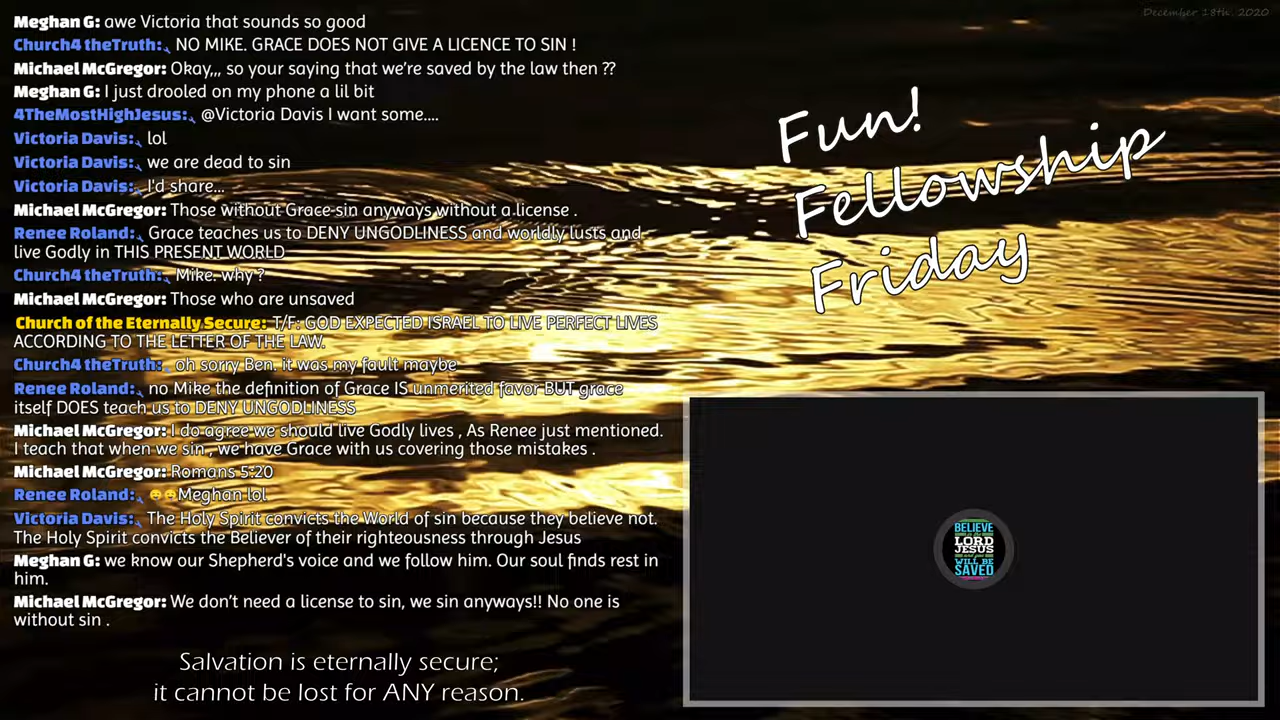 Meghan G: awe Victoria that sounds so good
Church4 theTruth: NO MIKE. GRACE DOES NOT GIVE A LICENCE TO SIN !
Michael McGregor: Okay,,, so your saying that we're saved by the law then ??
Meghan G: I just drooled on my phone a lil bit
4TheMostHighJesus: @Victoria Davis I want some....
Victoria Davis: lol
Victoria Davis: we are dead to sin
Victoria Davis: I'd share...
Michael McGregor: Those without Grace sin anyways without a license .
Renee Roland: Grace teaches us to DENY UNGODLINESS and worldly lusts and
live Godly in THIS PRESENT WORLD
Church4 theTruth: Mike. why ?
Michael McGregor: Those who are unsaved
Church of the Eternally Secure: T/F: GOD EXPECTED ISRAEL TO LIVE PERFECT LIVES
ACCORDING TO THE LETTER OF THE LAW.
Church4 theTruth: oh sorry Ben. it was my fault maybe
Renee Roland: no Mike the definition of Grace IS unmerited favor BUT grace
itself DOES teach us to DENY UNGODLINESS
Michael McGregor: I do agree we should live Godly lives , As Renee just mentioned.
I teach that when we sin , we have Grace with us covering those mistakes .
Michael McGregor: Romans 5:20
Renee Roland: 😄😄Meghan lol
Victoria Davis: The Holy Spirit convicts the World of sin because they believe not.
The Holy Spirit convicts the Believer of their righteousness through Jesus
Meghan G: we know our Shepherd's voice and we follow him. Our soul finds rest in
him.
Michael McGregor: We don't need a license to sin, we sin anyways!! No one is
without sin .
Salvation is eternally secure;
it cannot be lost for ANY reason.
December 18th, 2020
Fun!
Fellowship
Friday
BELIEVE
LORD
JESUS
WILL BE
SAVED